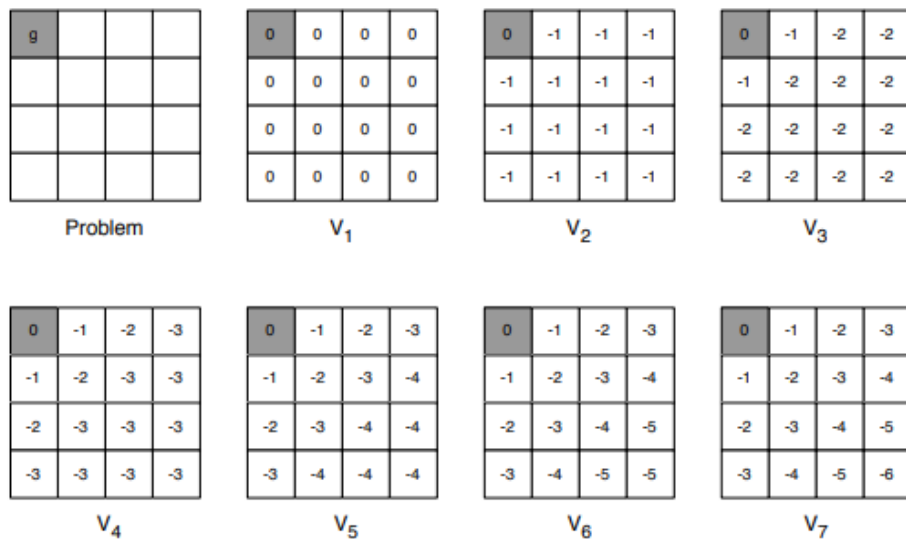 g
0 0 0 0
0 0 0 0
0 0 0 0
0 0 0 0
0 -1 -1 -1
-1 -1 -1 -1
-1 -1 -1 -1
-1 -1 -1 -1
0 -1 -2 -2
-1 -2 -2 -2
-2 -2 -2 -2
-2 -2 -2 -2
Problem
V1
V2
V3
0 -1 -2 -3
-1 -2 -3 -3
-2 -3 -3 -3
-3 -3 -3 -3
0 -1 -2 -3
-1 -2 -3 -4
-2 -3 -4 -4
-3 -4 -4 -4
0 -1 -2 -3
-1 -2 -3 -4
-2 -3 -4 -5
-3 -4 -5 -5
0 -1 -2 -3
-1 -2 -3 -4
-2 -3 -4 -5
-3 -4 -5 -6
V4
V5
V6
V7